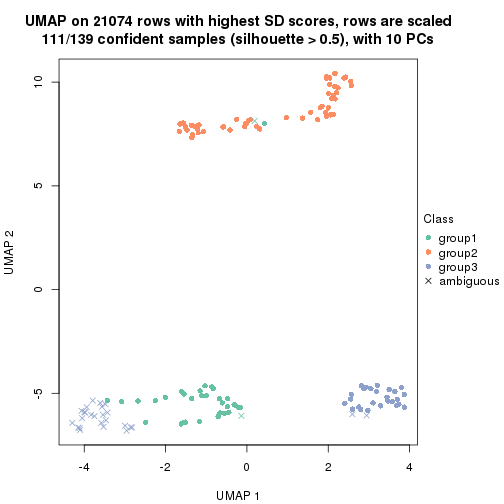 UMAP on 21074 rows with highest SD scores, rows are scaled
111/139 confident samples (silhouette > 0.5), with 10 PCs
10
5
0
-5
UMAP 2
-4
-2
0
2
4
UMAP 1
Class
group1
group2
group3
ambiguous